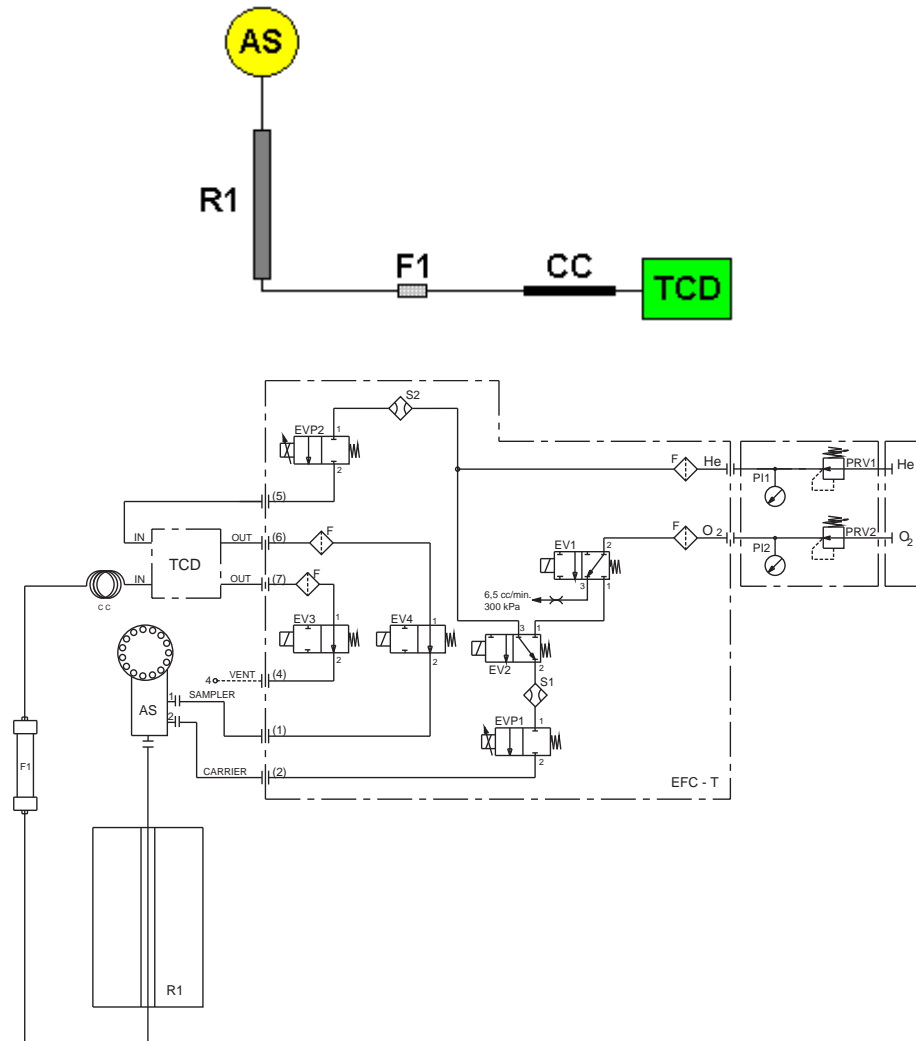 AS
R1
F1 CC
TCD
S2
EVP2 1
2
F He
PRV1 He
PI1
(5)
F O 2
PRV2 O2
PI2
IN OUT (6) F
TCD
IN OUT (7) F
CC
EV1 2
3 1
6,5 cc/min.
300 kPa
EV3 1
2
EV4 1
2
3 1
EV2
2
4 VENT (4)
S1
1 SAMPLER
AS
2
(1)
EVP1 1
2
F1
CARRIER (2)
EFC - T
R1